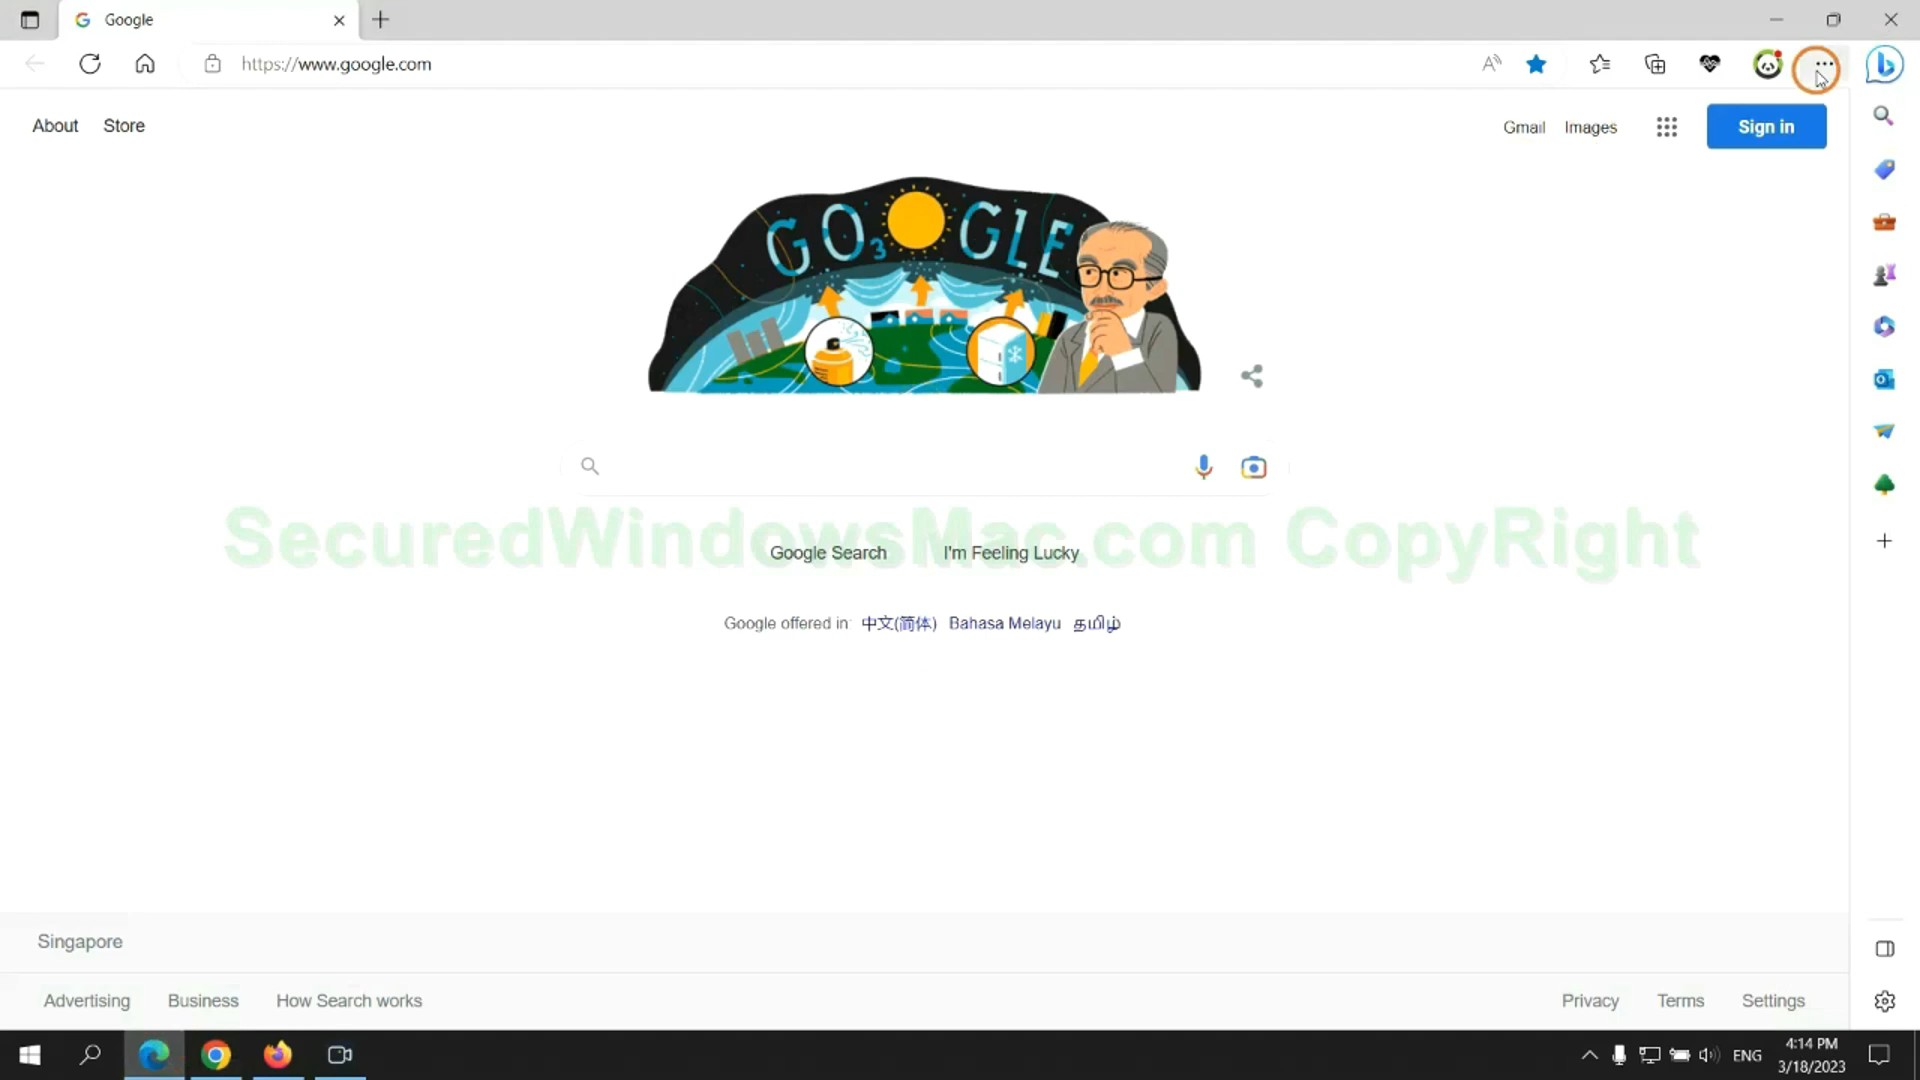 Google
https://www.google.com
About Store
Gmail Images
Sign in
GO3GLE
SecuredWindowsMac.com CopyRight
Google Search I'm Feeling Lucky
Google offered in: 中文(简体) Bahasa Melayu தமிழ்
Singapore
Advertising Business How Search works
Privacy Terms Settings
ENG
4:14 PM
3/18/2023